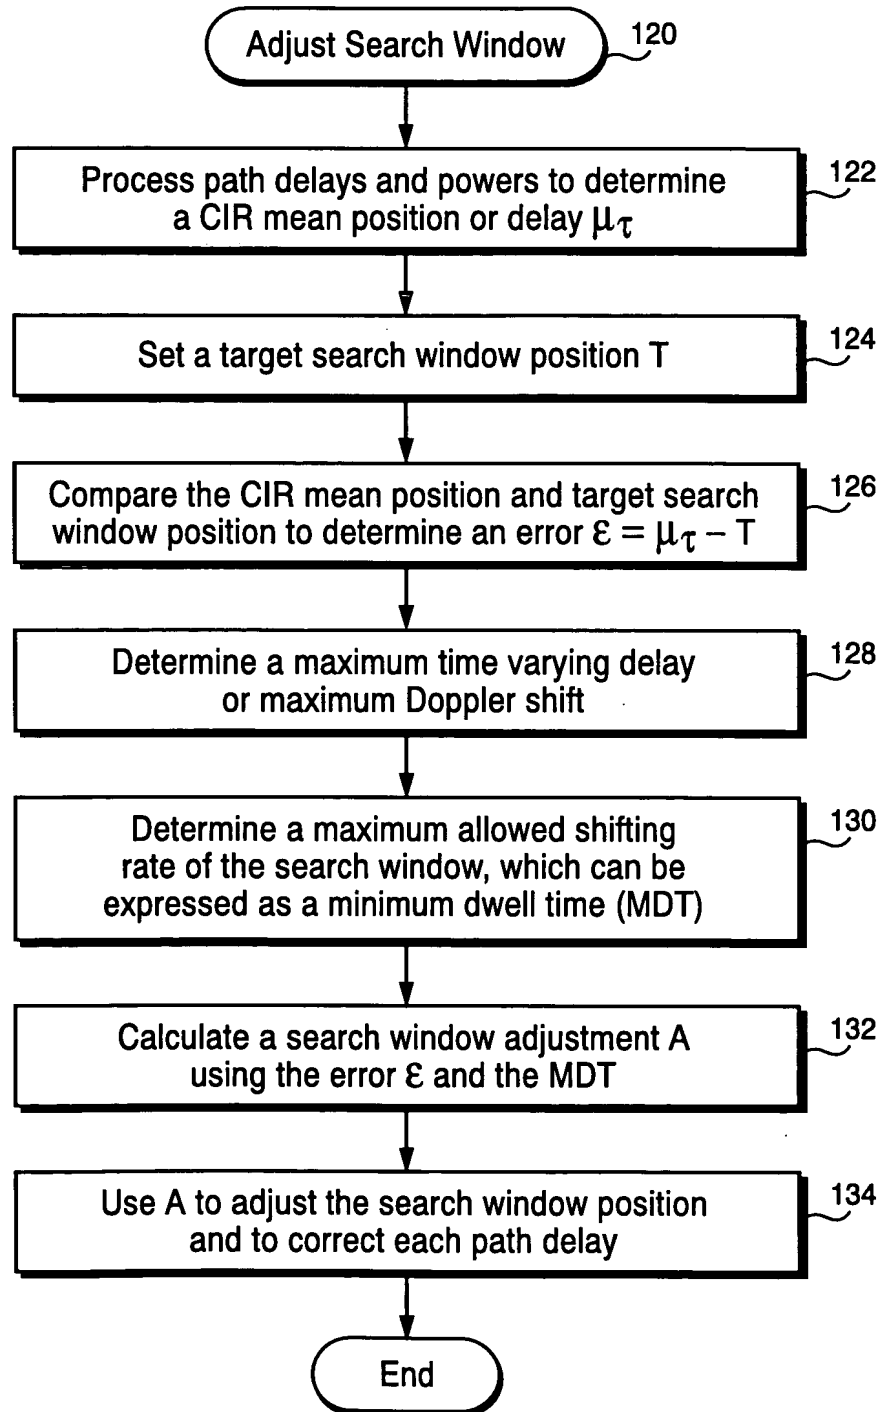 Adjust Search Window
120
Process path delays and powers to determine
a CIR mean position or delay μτ
122
Set a target search window position T
124
Compare the CIR mean position and target search
window position to determine an error ε = μτ – T
126
Determine a maximum time varying delay
or maximum Doppler shift
128
Determine a maximum allowed shifting
rate of the search window, which can be
expressed as a minimum dwell time (MDT)
130
Calculate a search window adjustment A
using the error ε and the MDT
132
Use A to adjust the search window position
and to correct each path delay
134
End